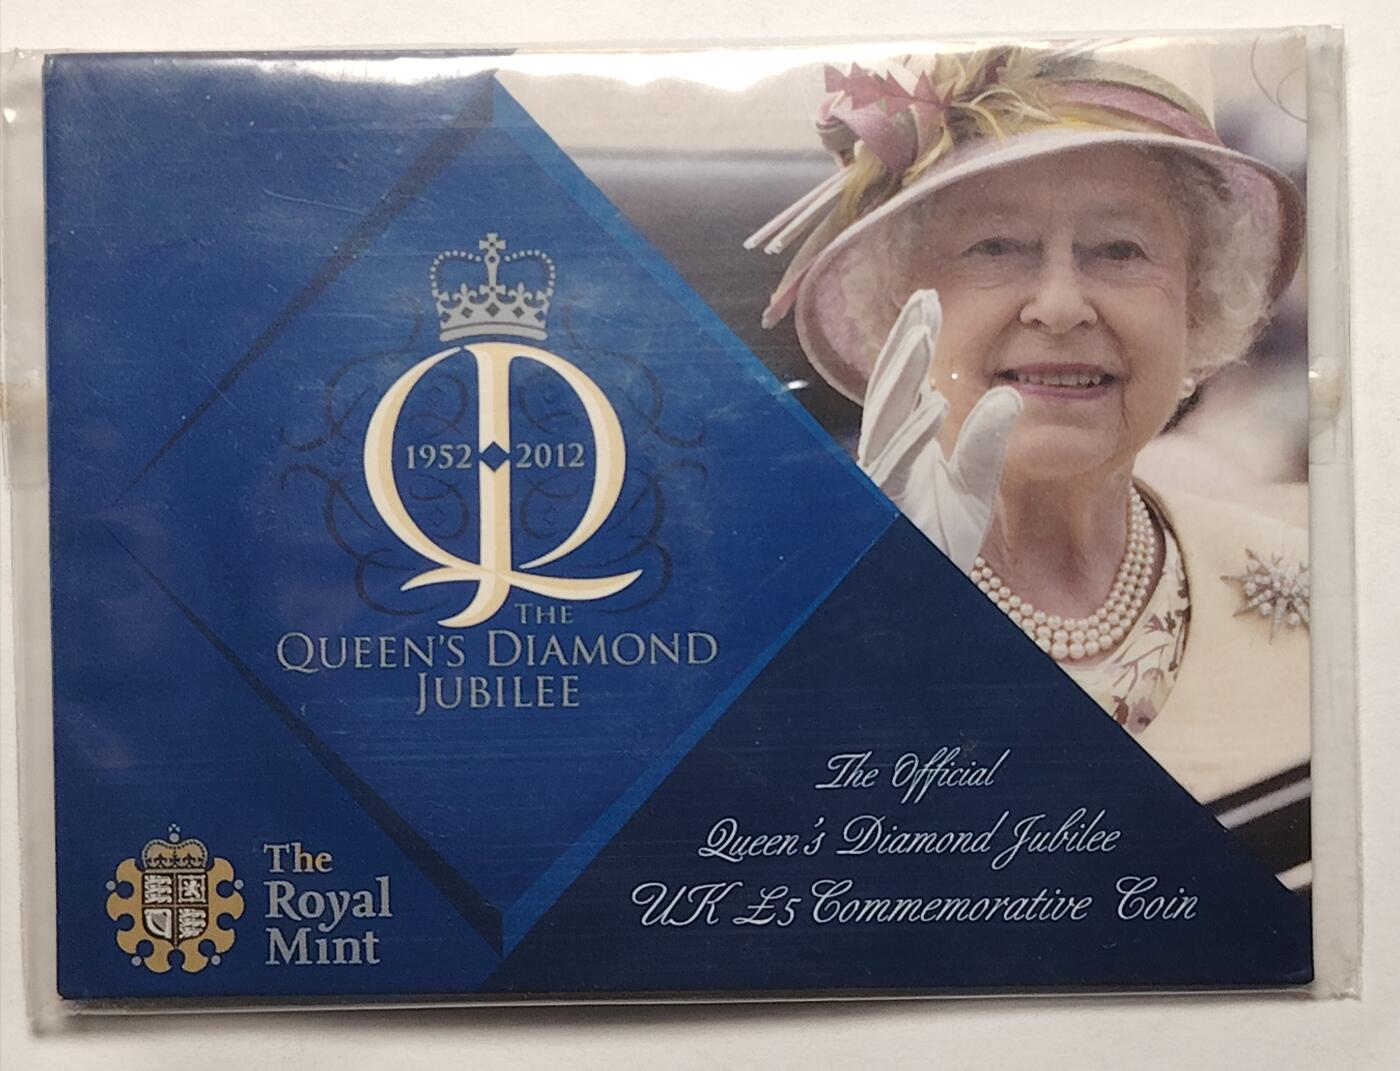 1952 2012
THE
QUEEN'S DIAMOND
JUBILEE
The Official
Queen's Diamond Jubilee
UK £5 Commemorative Coin
The
Royal
Mint